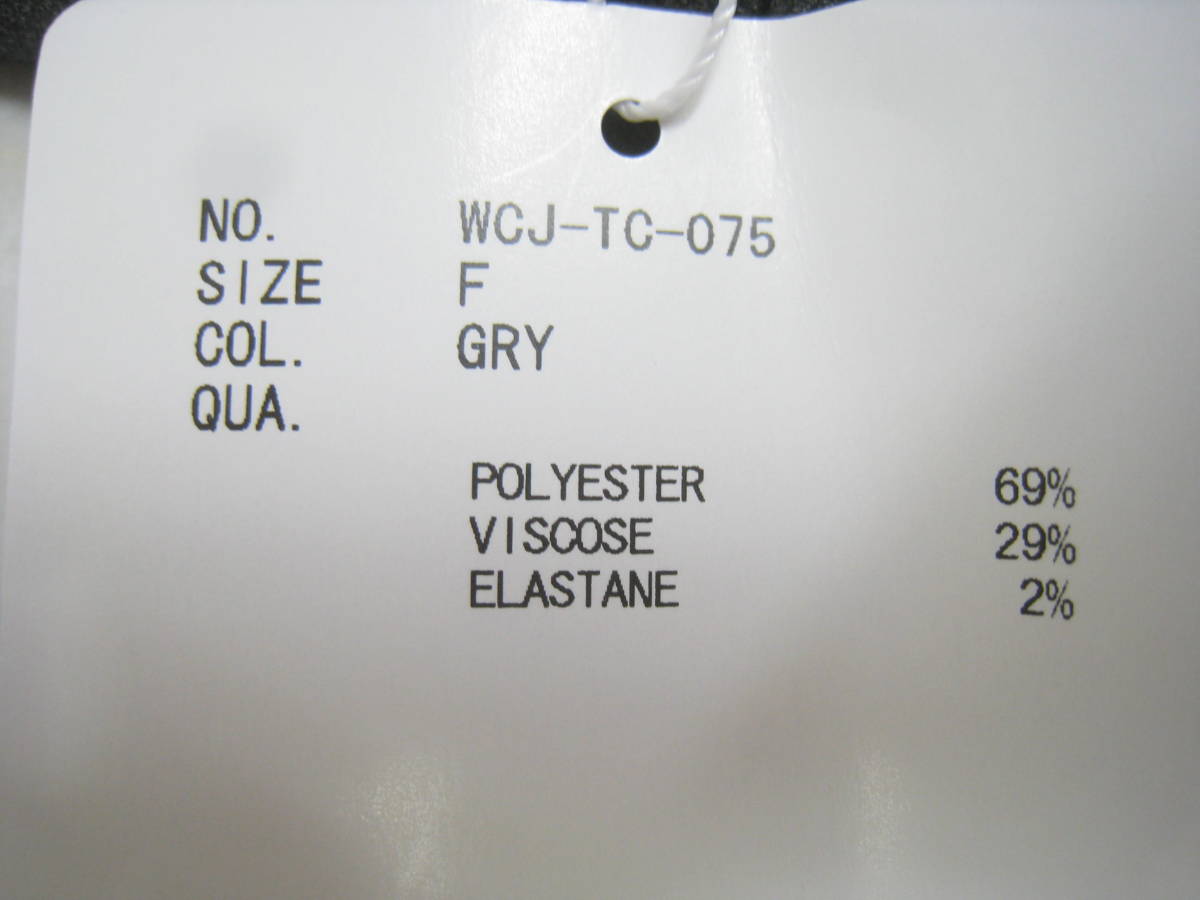 NO. WCJ-TC-075
SIZE F
COL. GRY
QUA.
POLYESTER 69%
VISCOSE 29%
ELASTANE 2%